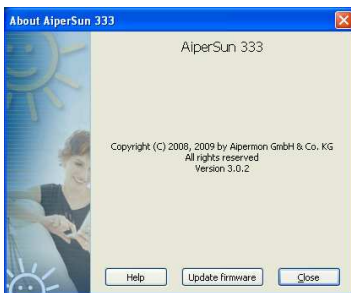 About AiperSun 333
AiperSun 333
Copyright (C) 2008, 2009 by Aipermon GmbH & Co. KG
All rights reserved
Version 3.0.2
Help
Update firmware
Close